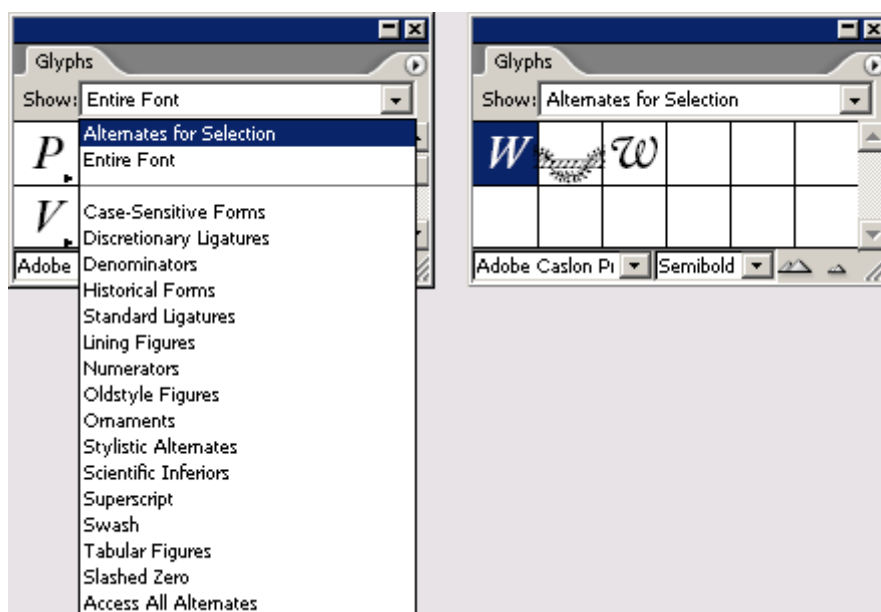 Glyphs
Show: Entire Font
Alternates for Selection
Entire Font
P
V
Case-Sensitive Forms
Discretionary Ligatures
Adobe
Denominators
Historical Forms
Standard Ligatures
Lining Figures
Numerators
Oldstyle Figures
Ornaments
Stylistic Alternates
Scientific Inferiors
Superscript
Swash
Tabular Figures
Slashed Zero
Access All Alternates
Glyphs
Show: Alternates for Selection
W W
Adobe Caslon Pr Semibold